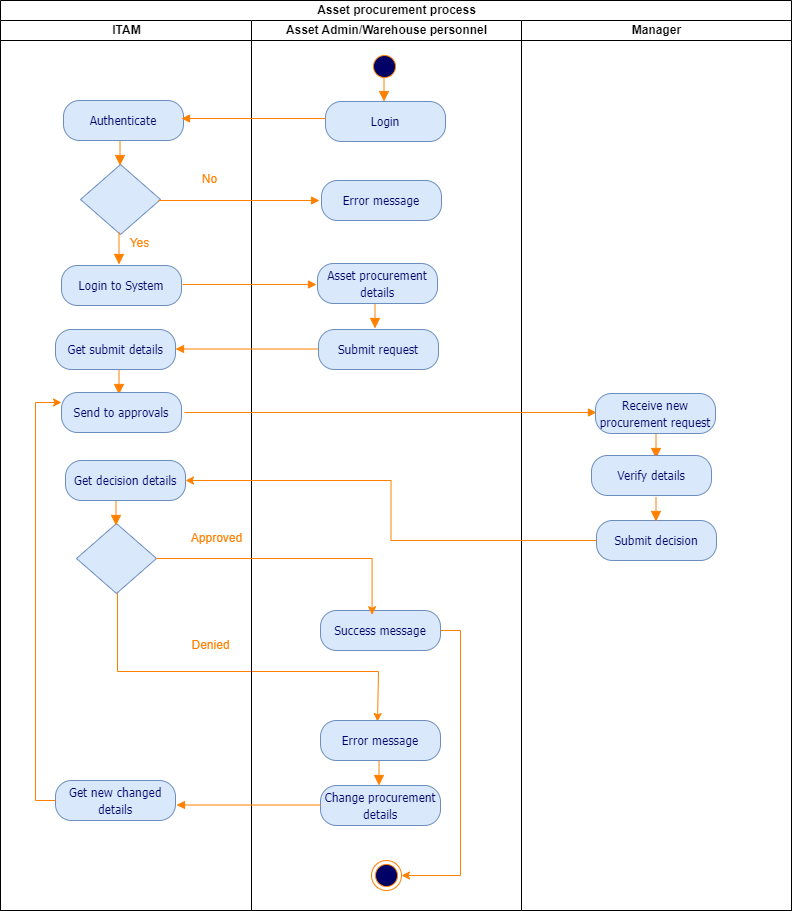 Asset procurement process
ITAM
Asset Admin/Warehouse personnel
Manager
Authenticate
Login
No
Error message
Yes
Login to System
Asset procurement
details
Get submit details
Submit request
Send to approvals
Receive new
procurement request
Get decision details
Verify details
Approved
Submit decision
Success message
Denied
Error message
Get new changed
details
Change procurement
details